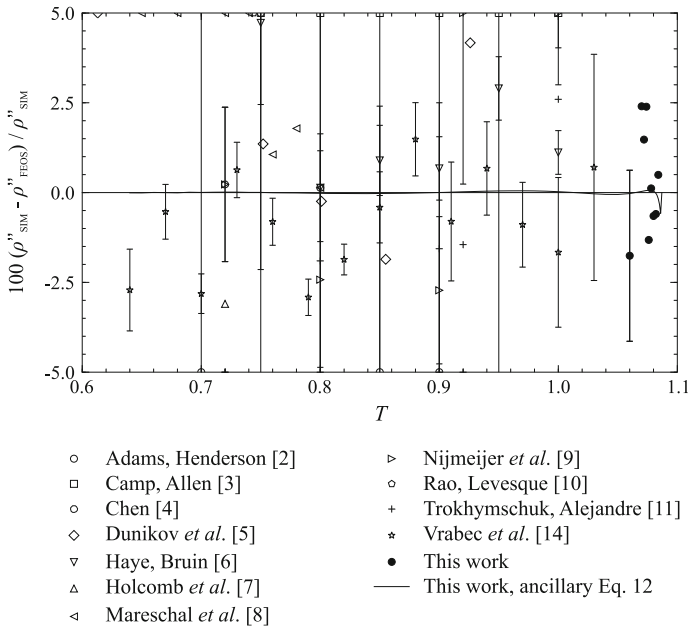 100 (ρ"SIM - ρ"FEOS) / ρ"SIM
5.0
2.5
0.0
-2.5
-5.0
0.6 0.7 0.8 0.9 1.0 1.1
T
Adams, Henderson [2]
Camp, Allen [3]
Chen [4]
Dunikov et al. [5]
Haye, Bruin [6]
Holcomb et al. [7]
Mareschal et al. [8]
Nijmeijer et al. [9]
Rao, Levesque [10]
Trokhymschuk, Alejandre [11]
Vrabec et al. [14]
This work
This work, ancillary Eq. 12